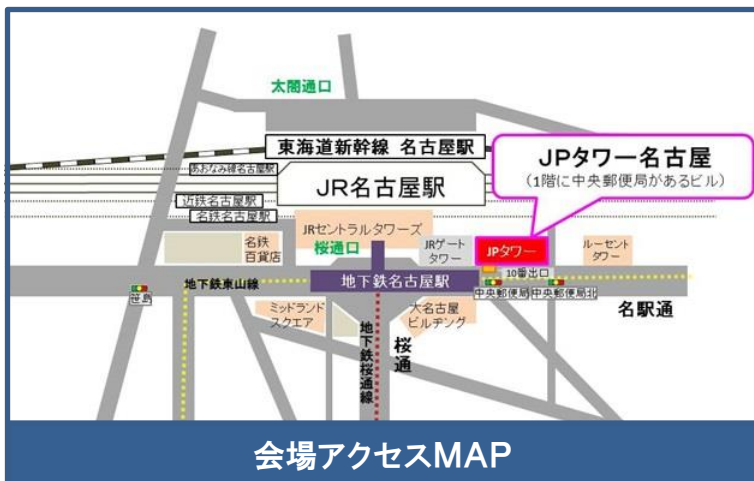 太閤通口
東海道新幹線 名古屋駅
JPタワー名古屋
(1階に中央郵便局があるビル)
あおなみ線名古屋駅
JR名古屋駅
近鉄名古屋駅
名鉄名古屋駅
JRセントラルタワーズ
名鉄
百貨店
桜通口
JRゲート
タワー
JPタワー
ルーセント
タワー
10番出口
地下鉄東山線
地下鉄名古屋駅
笹島
中央郵便局
中央郵便局北
名駅通
ミッドランド
スクエア
大名古屋
ビルヂング
地下鉄桜通線
桜通
会場アクセスMAP